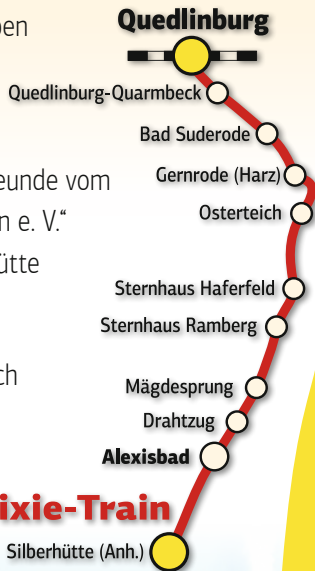 ben
Quedlinburg
Quedlinburg-Quarmbeck
Bad Suderode
eunde vom
Gernrode (Harz)
n e. V.“
Osterteich
ütte
Sternhaus Haferfeld
Sternhaus Ramberg
ch
Mägdesprung
Drahtzug
Alexisbad
ixie-Train
Silberhütte (Anh.)